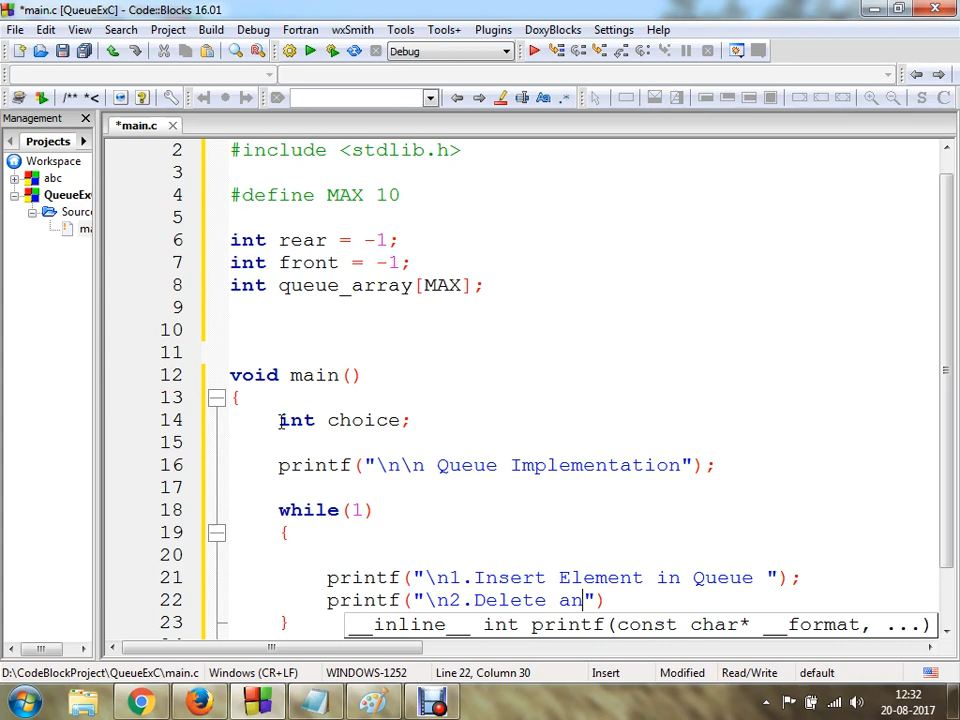 *main.c [QueueExC] - Code::Blocks 16.01
File Edit View Search Project Build Debug Fortran wxSmith Tools Tools+ Plugins DoxyBlocks Settings Help
Debug
/** *<
S C
Management
*main.c
Projects
Workspace
abc
QueueExC
Sourc
ma
2 #include <stdlib.h>
3
4 #define MAX 10
5
6 int rear = -1;
7 int front = -1;
8 int queue_array[MAX];
9
10
11
12 void main()
13 {
14 int choice;
15
16 printf("\n\n Queue Implementation");
17
18 while(1)
19 {
20
21 printf("\n1.Insert Element in Queue ");
22 printf("\n2.Delete an")
23 }
__inline__ int printf(const char* __format, ...)
D:\CodeBlockProject\QueueExC\main.c Windows (CR+LF) WINDOWS-1252 Line 22, Column 30 Insert Modified Read/Write default
12:32
20-08-2017